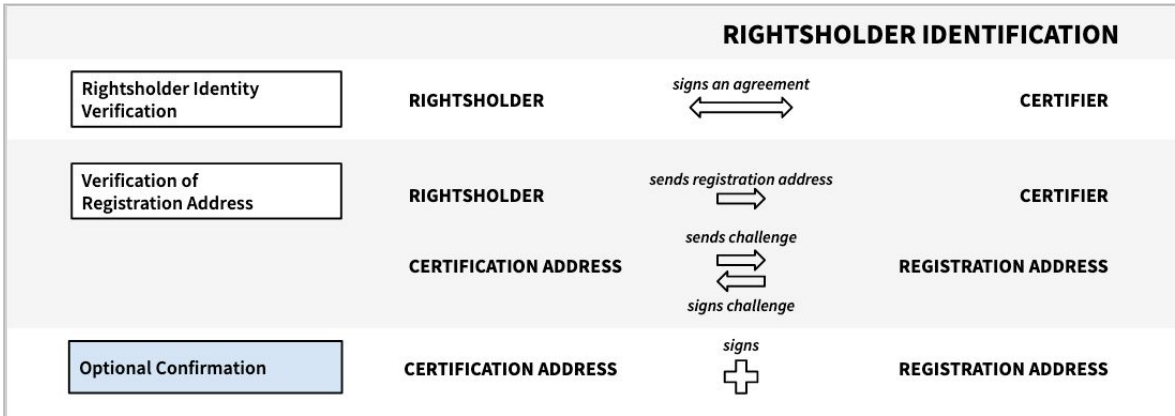 RIGHTSHOLDER IDENTIFICATION
Rightsholder Identity
Verification
RIGHTSHOLDER
signs an agreement
CERTIFIER
Verification of
Registration Address
RIGHTSHOLDER
sends registration address
CERTIFIER
CERTIFICATION ADDRESS
sends challenge
signs challenge
REGISTRATION ADDRESS
Optional Confirmation
CERTIFICATION ADDRESS
signs
REGISTRATION ADDRESS